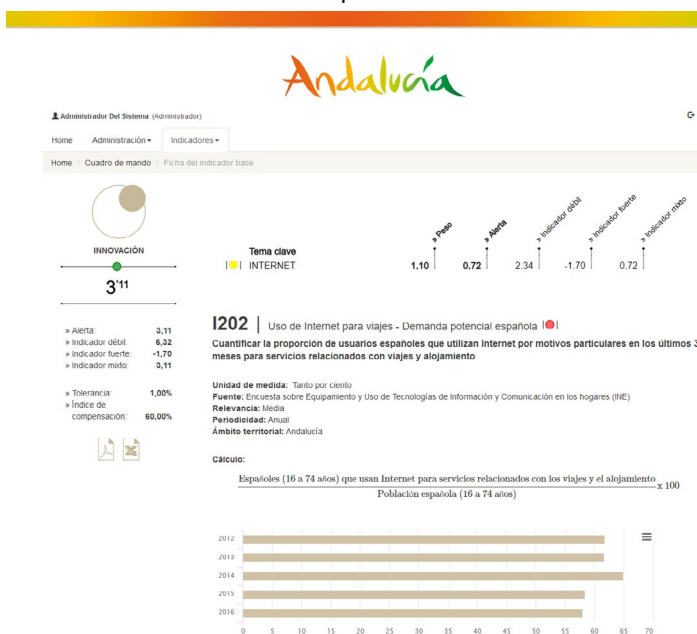 Andalucía
Administrador Del Sistema (Administrador)
Home Administración Indicadores
Home / Cuadro de mando / Ficha del indicador base
INNOVACIÓN
3'11
» Peso
» Alerta
» Indicador débil
» Indicador fuerte
» Indicador mixto
Tema clave
INTERNET 1.10 0.72 2.34 -1.70 0.72
» Alerta: 3,11
» Indicador débil: 6,32
» Indicador fuerte: -1,70
» Indicador mixto: 3,11
» Tolerancia: 1,00%
» Índice de
compensación: 60,00%
I202 | Uso de Internet para viajes - Demanda potencial española
Cuantificar la proporción de usuarios españoles que utilizan Internet por motivos particulares en los últimos 3
meses para servicios relacionados con viajes y alojamiento
Unidad de medida: Tanto por ciento
Fuente: Encuesta sobre Equipamiento y Uso de Tecnologías de Información y Comunicación en los hogares (INE)
Relevancia: Media
Periodicidad: Anual
Ámbito territorial: Andalucía
Cálculo:
Españoles (16 a 74 años) que usan Internet para servicios relacionados con los viajes y el alojamiento
Población española (16 a 74 años)
x 100
2012
2013
2014
2015
2016
0 5 10 15 20 25 30 35 40 45 50 55 60 65 70